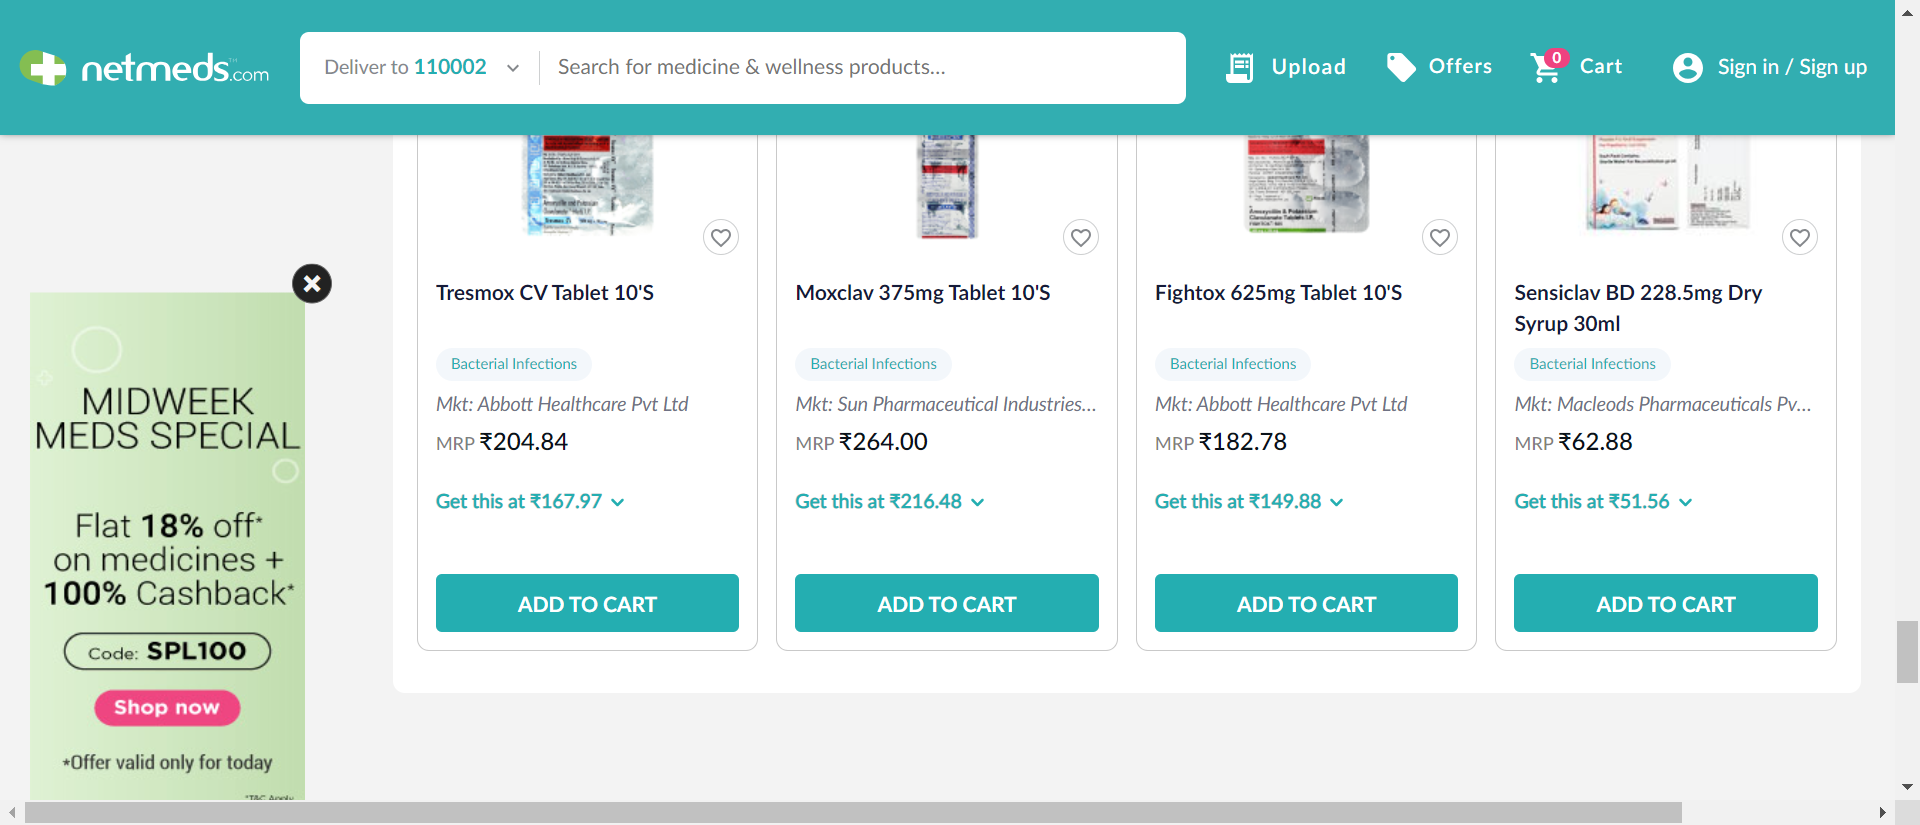 netmeds.com
Deliver to 110002
Search for medicine & wellness products...
Upload
Offers
0
Cart
Sign in / Sign up
Tresmox CV Tablet 10'S
Bacterial Infections
Mkt: Abbott Healthcare Pvt Ltd
MRP ₹204.84
Get this at ₹167.97
ADD TO CART
Moxclav 375mg Tablet 10'S
Bacterial Infections
Mkt: Sun Pharmaceutical Industries...
MRP ₹264.00
Get this at ₹216.48
ADD TO CART
Fightox 625mg Tablet 10'S
Bacterial Infections
Mkt: Abbott Healthcare Pvt Ltd
MRP ₹182.78
Get this at ₹149.88
ADD TO CART
Sensiclav BD 228.5mg Dry
Syrup 30ml
Bacterial Infections
Mkt: Macleods Pharmaceuticals Pv...
MRP ₹62.88
Get this at ₹51.56
ADD TO CART
MIDWEEK
MEDS SPECIAL
Flat 18% off*
on medicines +
100% Cashback*
Code: SPL100
Shop now
*Offer valid only for today
*T&C Apply